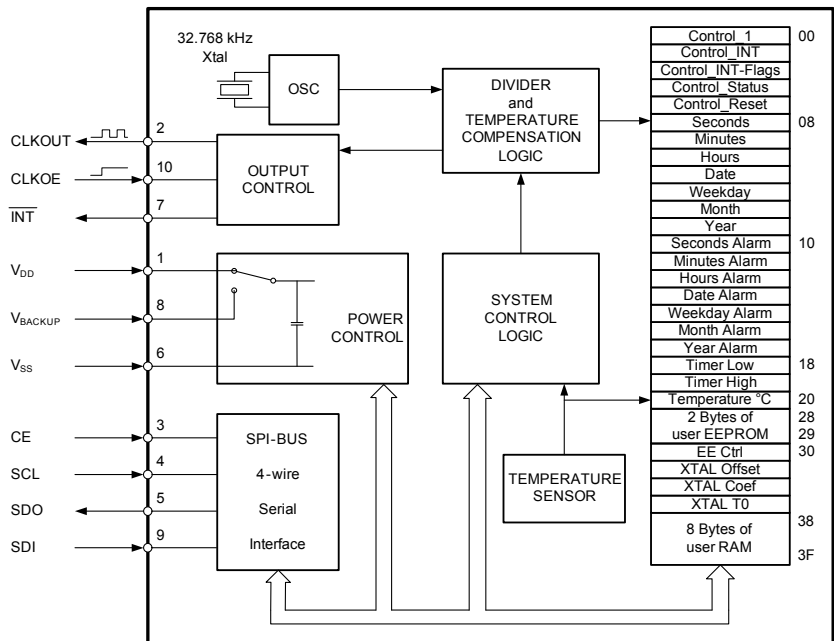 32.768 kHz
Xtal
OSC
DIVIDER
and
TEMPERATURE
COMPENSATION
LOGIC
CLKOUT
2
CLKOE
10
INT
7
OUTPUT
CONTROL
VDD
1
VBACKUP
8
VSS
6
POWER
CONTROL
SYSTEM
CONTROL
LOGIC
CE
3
SCL
4
SDO
5
SDI
9
SPI-BUS
4-wire
Serial
Interface
TEMPERATURE
SENSOR
Control_1 00
Control_INT
Control_INT-Flags
Control_Status
Control_Reset
Seconds 08
Minutes
Hours
Date
Weekday
Month
Year
Seconds Alarm 10
Minutes Alarm
Hours Alarm
Date Alarm
Weekday Alarm
Month Alarm
Year Alarm
Timer Low 18
Timer High
Temperature °C 20
2 Bytes of 28
user EEPROM 29
EE Ctrl 30
XTAL Offset
XTAL Coef
XTAL T0
38
8 Bytes of
user RAM
3F